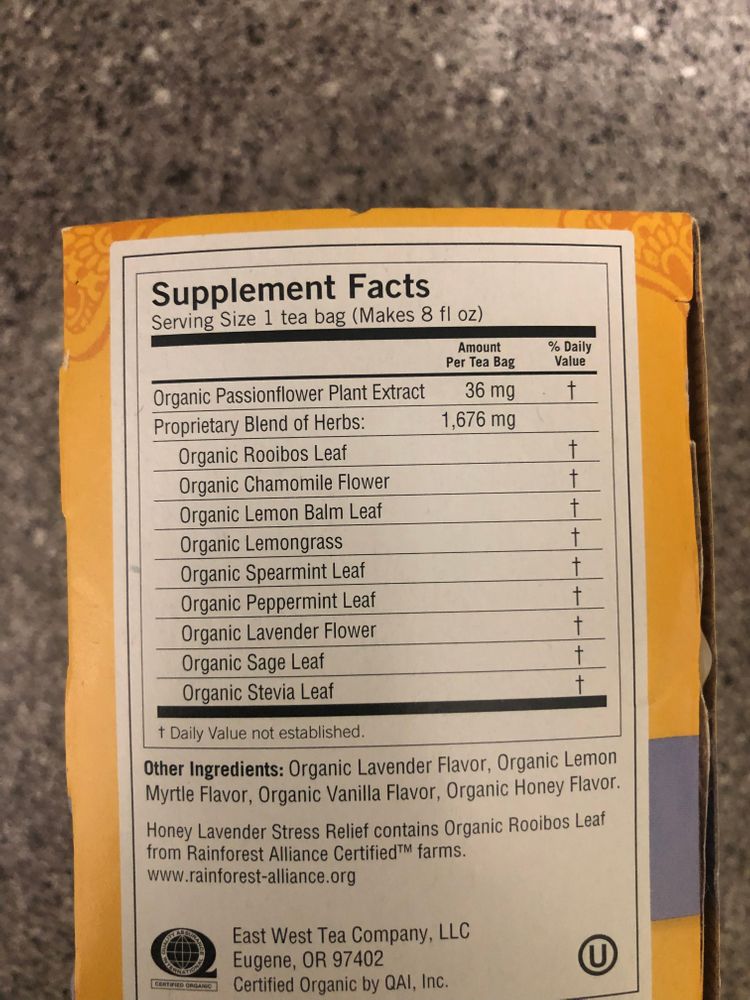 Supplement Facts
Serving Size 1 tea bag (Makes 8 fl oz)
Amount Per Tea Bag % Daily Value
Organic Passionflower Plant Extract 36 mg †
Proprietary Blend of Herbs: 1,676 mg
Organic Rooibos Leaf †
Organic Chamomile Flower †
Organic Lemon Balm Leaf †
Organic Lemongrass †
Organic Spearmint Leaf †
Organic Peppermint Leaf †
Organic Lavender Flower †
Organic Sage Leaf †
Organic Stevia Leaf †
† Daily Value not established.
Other Ingredients: Organic Lavender Flavor, Organic Lemon
Myrtle Flavor, Organic Vanilla Flavor, Organic Honey Flavor.
Honey Lavender Stress Relief contains Organic Rooibos Leaf
from Rainforest Alliance Certified™ farms.
www.rainforest-alliance.org
QUALITY ASSURANCE INTERNATIONAL
CERTIFIED ORGANIC
East West Tea Company, LLC
Eugene, OR 97402
Certified Organic by QAI, Inc.
U